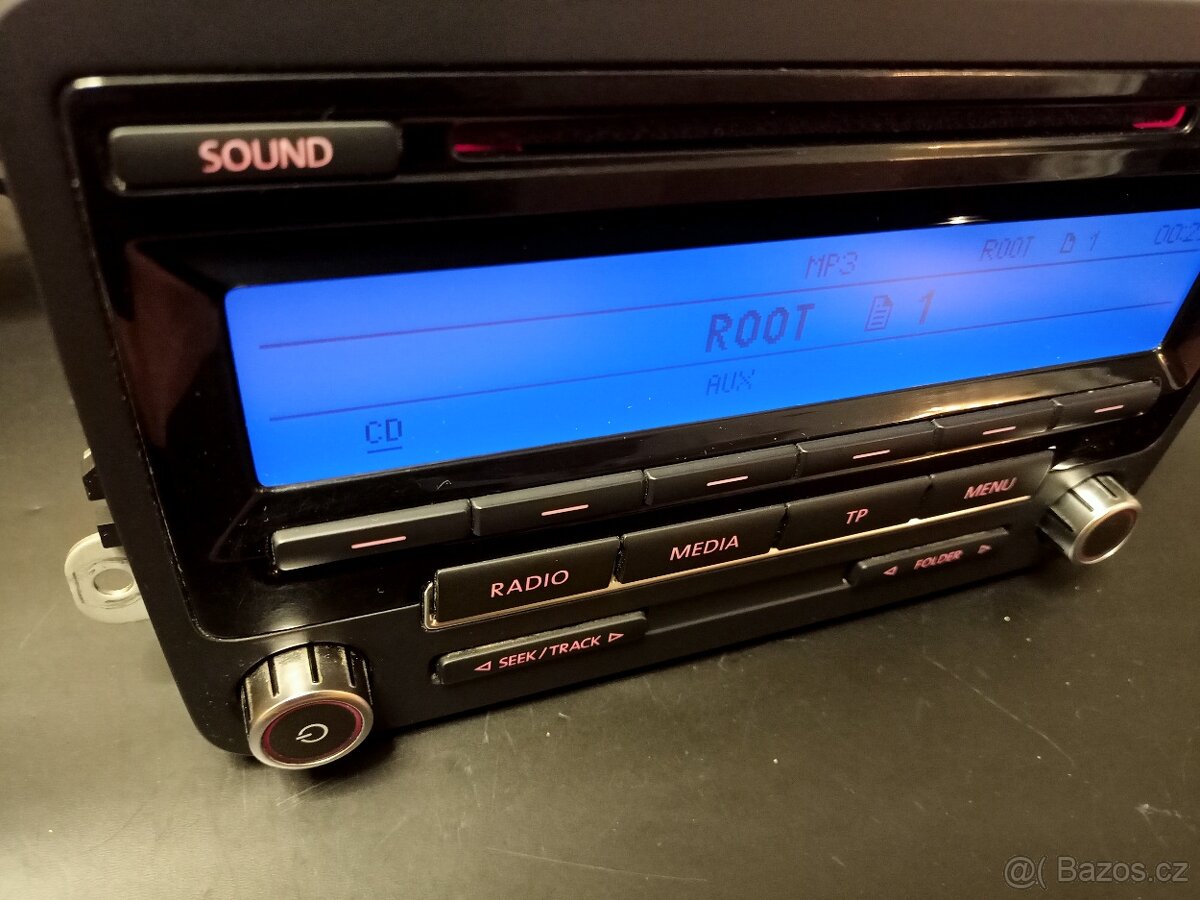 SOUND
MP3 ROOT 1
ROOT 1
CD AUX
RADIO MEDIA TP MENU
SEEK/TRACK FOLDER
@( Bazos.cz